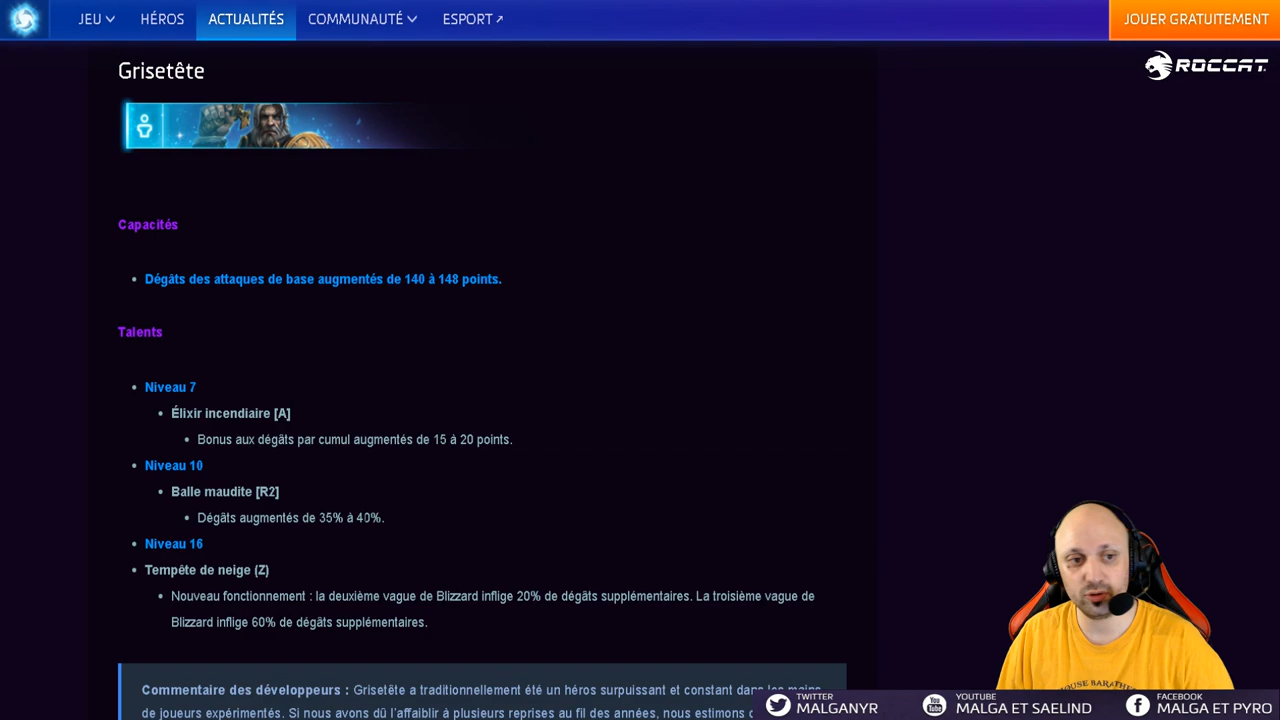 JEU HÉROS ACTUALITÉS COMMUNAUTÉ ESPORT JOUER GRATUITEMENT
ROCCAT
Grisetête
Capacités
• Dégâts des attaques de base augmentés de 140 à 148 points.
Talents
• Niveau 7
• Élixir incendiaire [A]
• Bonus aux dégâts par cumul augmentés de 15 à 20 points.
• Niveau 10
• Balle maudite [R2]
• Dégâts augmentés de 35% à 40%.
• Niveau 16
• Tempête de neige (Z)
• Nouveau fonctionnement : la deuxième vague de Blizzard inflige 20% de dégâts supplémentaires. La troisième vague de
Blizzard inflige 60% de dégâts supplémentaires.
Commentaire des développeurs : Grisetête a traditionnellement été un héros surpuissant et constant dans les mains
de joueurs expérimentés. Si nous avons dû l'affaiblir à plusieurs reprises au fil des années, nous estimons
HOUSE BARATHE
TWITTER
MALGANYR
YOUTUBE
MALGA ET SAELIND
FACEBOOK
MALGA ET PYRO